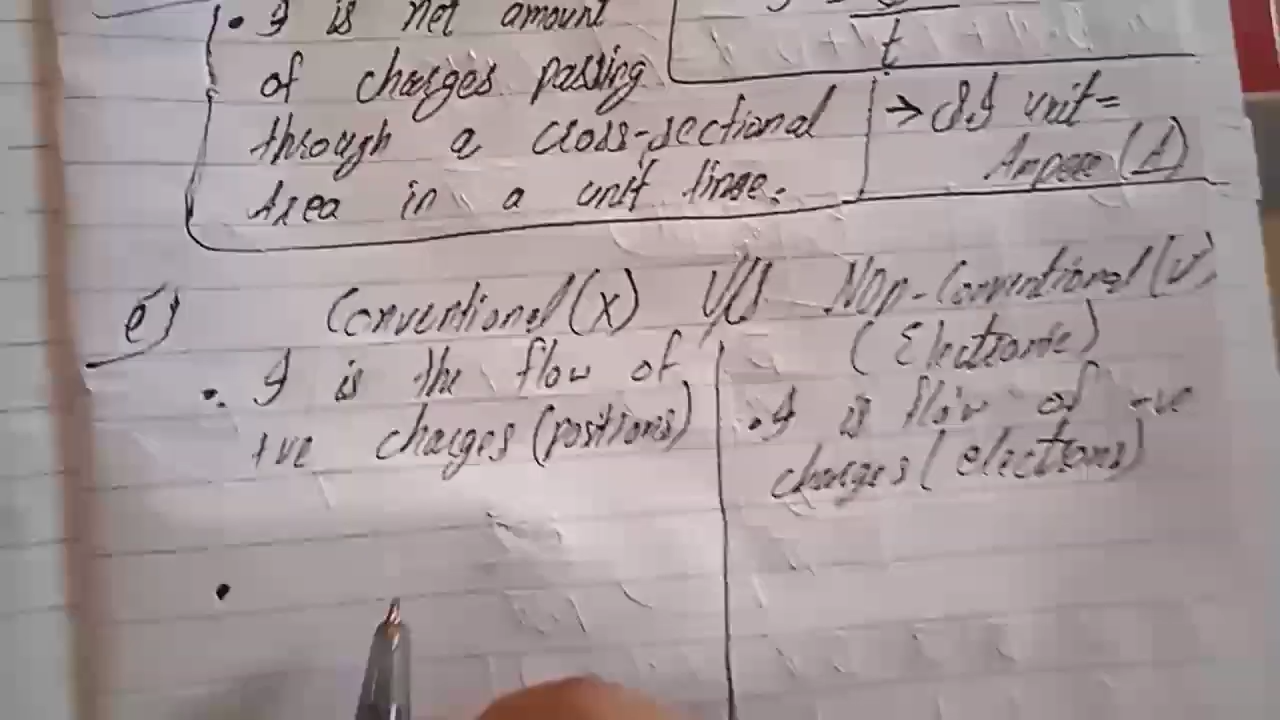 • I is net amount
of charges passing
through a cross-sectional
Area in a unit time.
t
→ SI unit=
Ampere (A)
e) Conventional (x) V/S Non-Conventional (✓)
(Electronic)
• I is the flow of
+ve charges (positrons)
• I is flow of -ve
charges (electrons)
•